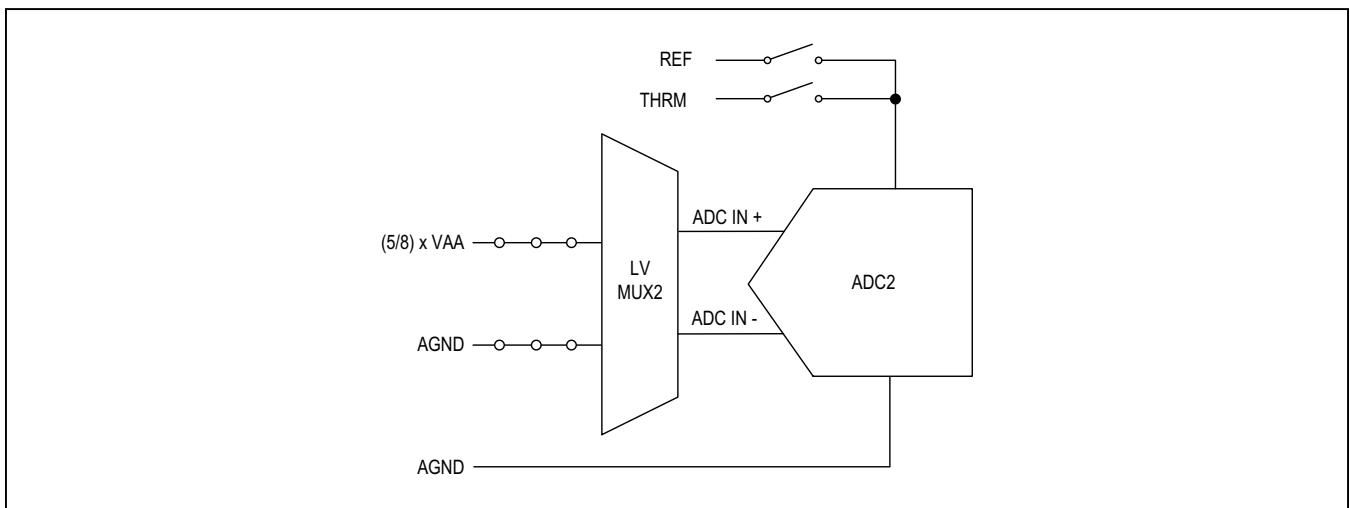 REF
THRM
ADC IN +
(5/8) x VAA
LV
MUX2
ADC2
ADC IN -
AGND
AGND